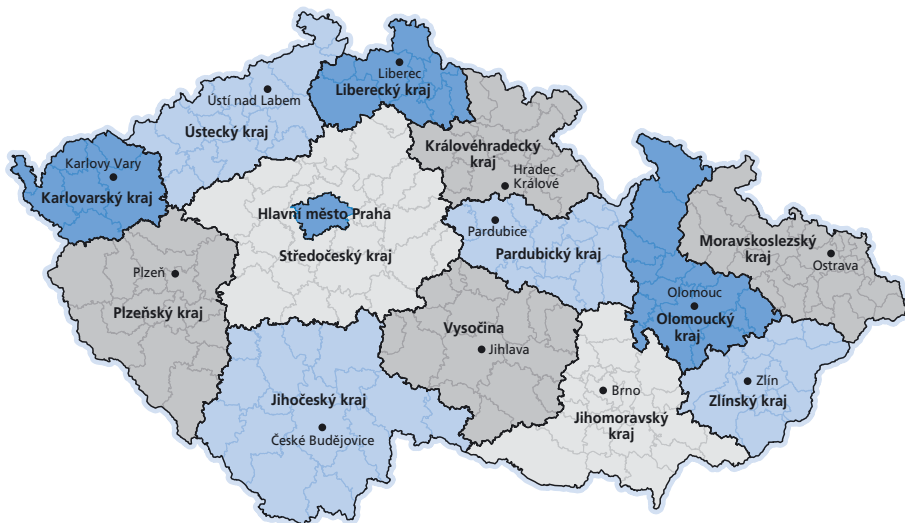 Liberec
Liberecký kraj
Ústí nad Labem
Ústecký kraj
Královéhradecký
kraj
Karlovy Vary
Karlovarský kraj
Hradec
Králové
Hlavní město Praha
Pardubice
Pardubický kraj
Středočeský kraj
Moravskoslezský
kraj
Ostrava
Plzeň
Plzeňský kraj
Olomouc
Olomoucký
kraj
Vysočina
Jihlava
Zlín
Zlínský kraj
Brno
Jihomoravský
kraj
Jihočeský kraj
České Budějovice